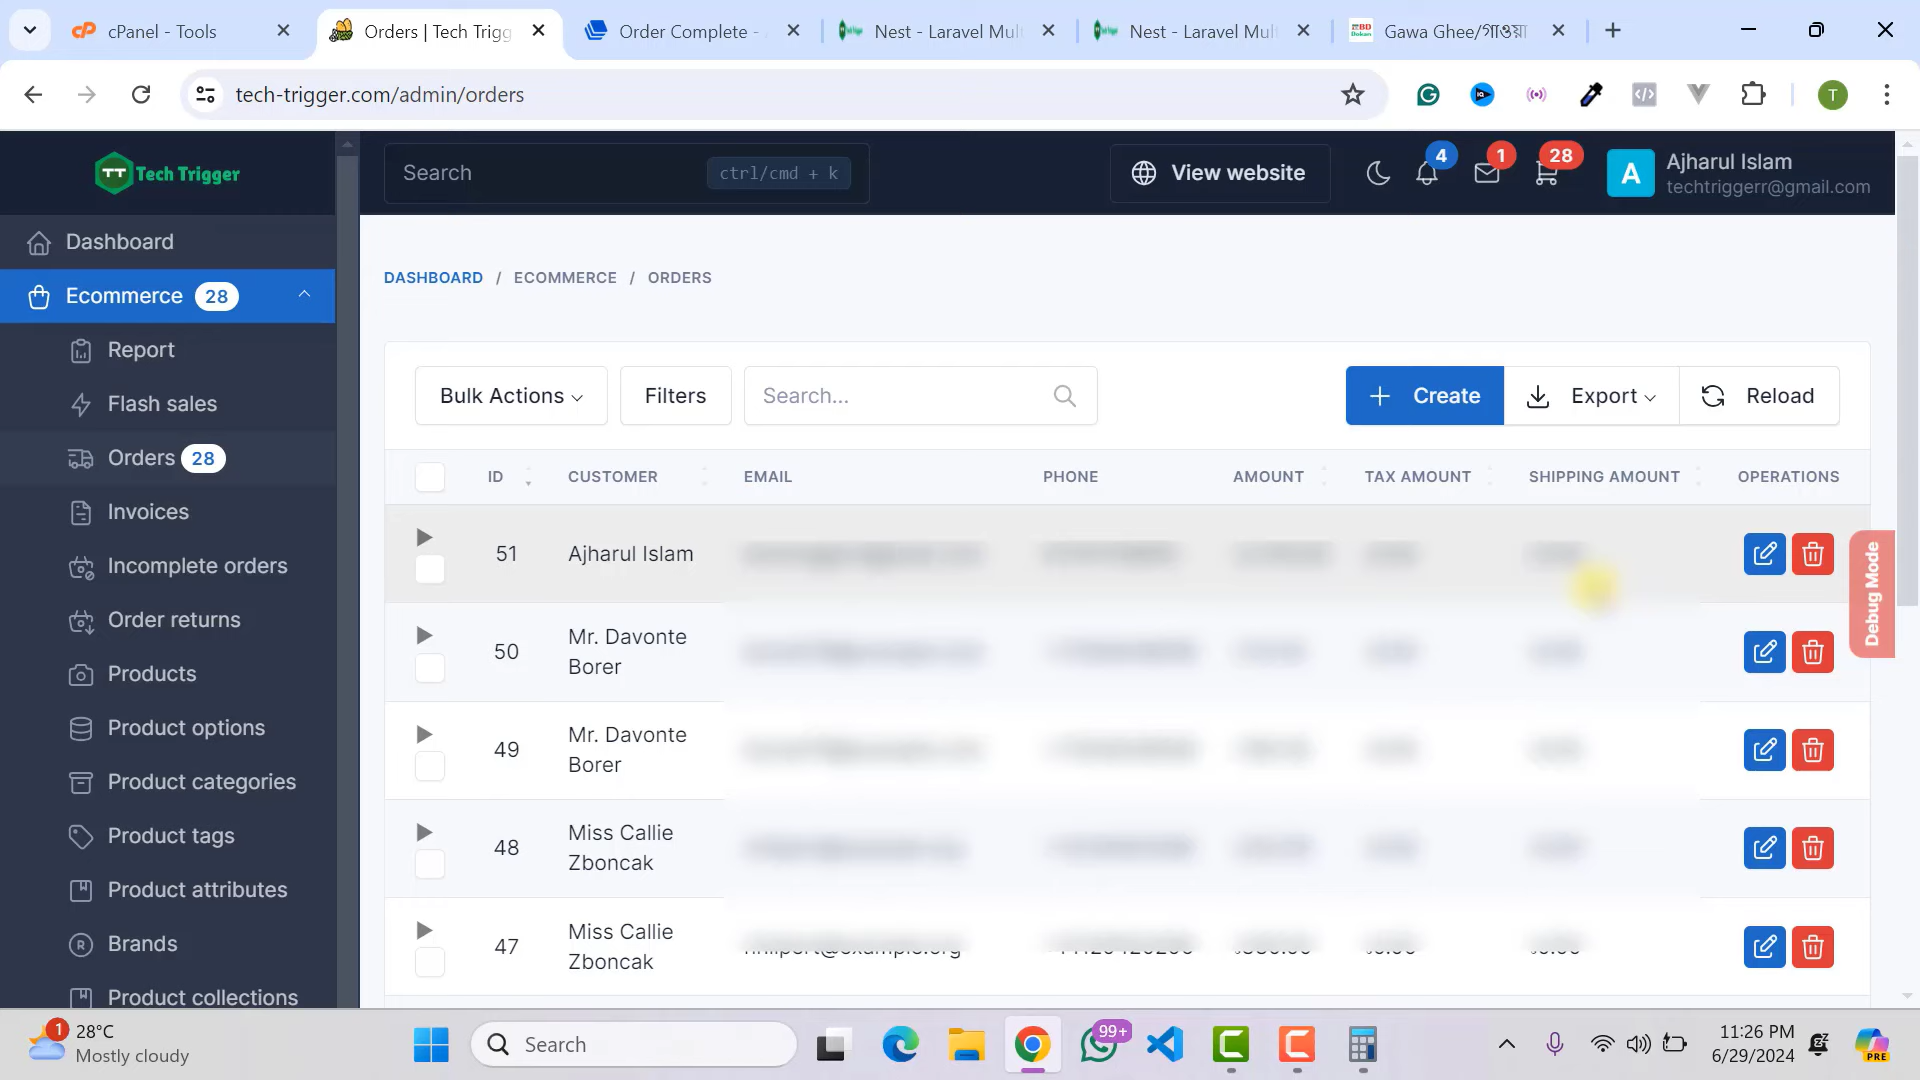 cPanel - Tools
Orders | Tech Trigg
Order Complete -
Nest - Laravel Mul
Nest - Laravel Mul
Gawa Ghee/গাওয়া
tech-trigger.com/admin/orders
T
TT Tech Trigger
Search
ctrl/cmd + k
View website
4
1
28
A
Ajharul Islam
techtriggerr@gmail.com
Dashboard
Ecommerce 28
Report
Flash sales
Orders 28
Invoices
Incomplete orders
Order returns
Products
Product options
Product categories
Product tags
Product attributes
Brands
Product collections
DASHBOARD / ECOMMERCE / ORDERS
Bulk Actions
Filters
Search...
Create
Export
Reload
ID
CUSTOMER
EMAIL
PHONE
AMOUNT
TAX AMOUNT
SHIPPING AMOUNT
OPERATIONS
51
Ajharul Islam
50
Mr. Davonte
Borer
49
Mr. Davonte
Borer
48
Miss Callie
Zboncak
47
Miss Callie
Zboncak
Debug Mode
1
28°C
Mostly cloudy
Search
99+
11:26 PM
6/29/2024
PRE